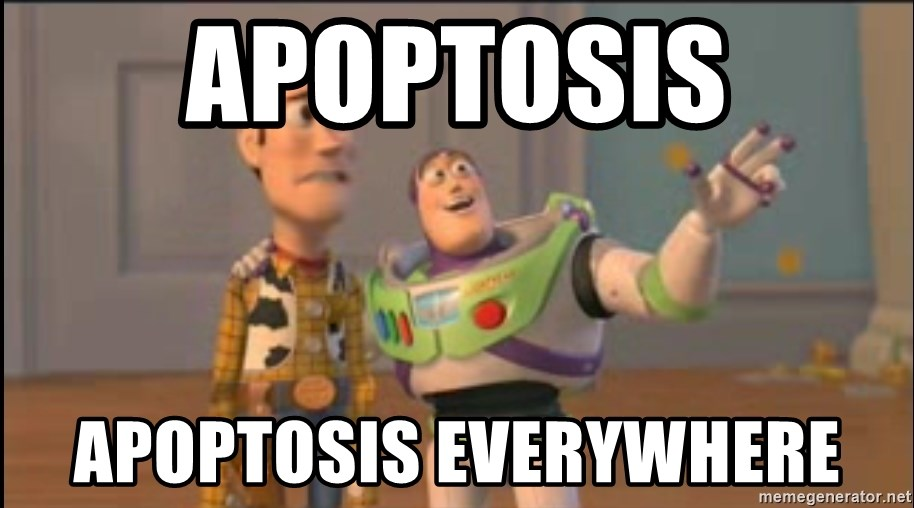 APOPTOSIS
APOPTOSIS EVERYWHERE
memegenerator.net